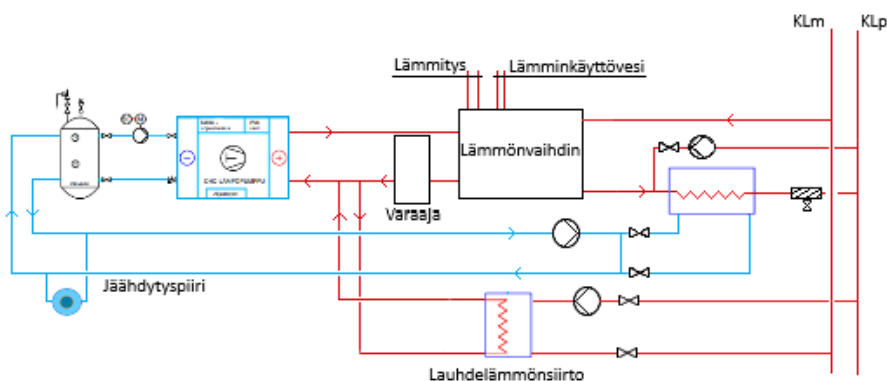 KLm
KLp
Lämmitys
Lämminkäyttövesi
Lämmönvaihdin
Varaaja
Jäähdytyspiiri
Lauhdelämmönsiirto